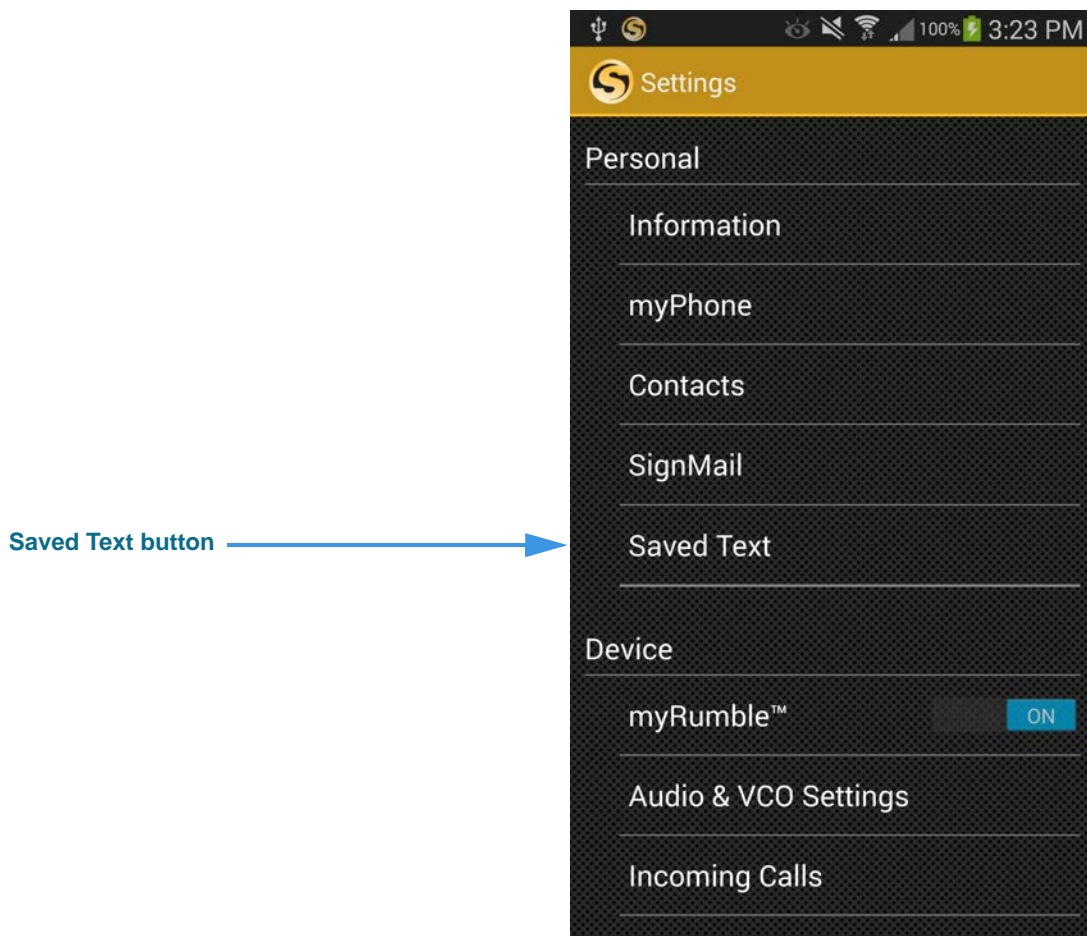 100% 3:23 PM
Settings
Personal
Information
myPhone
Contacts
SignMail
Saved Text button
Saved Text
Device
myRumble™ ON
Audio & VCO Settings
Incoming Calls